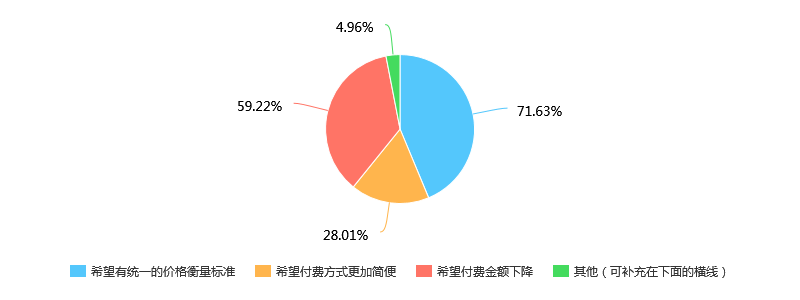 4.96%
59.22%
71.63%
28.01%
希望有统一的价格衡量标准 希望付费方式更加简便 希望付费金额下降 其他（可补充在下面的横线）